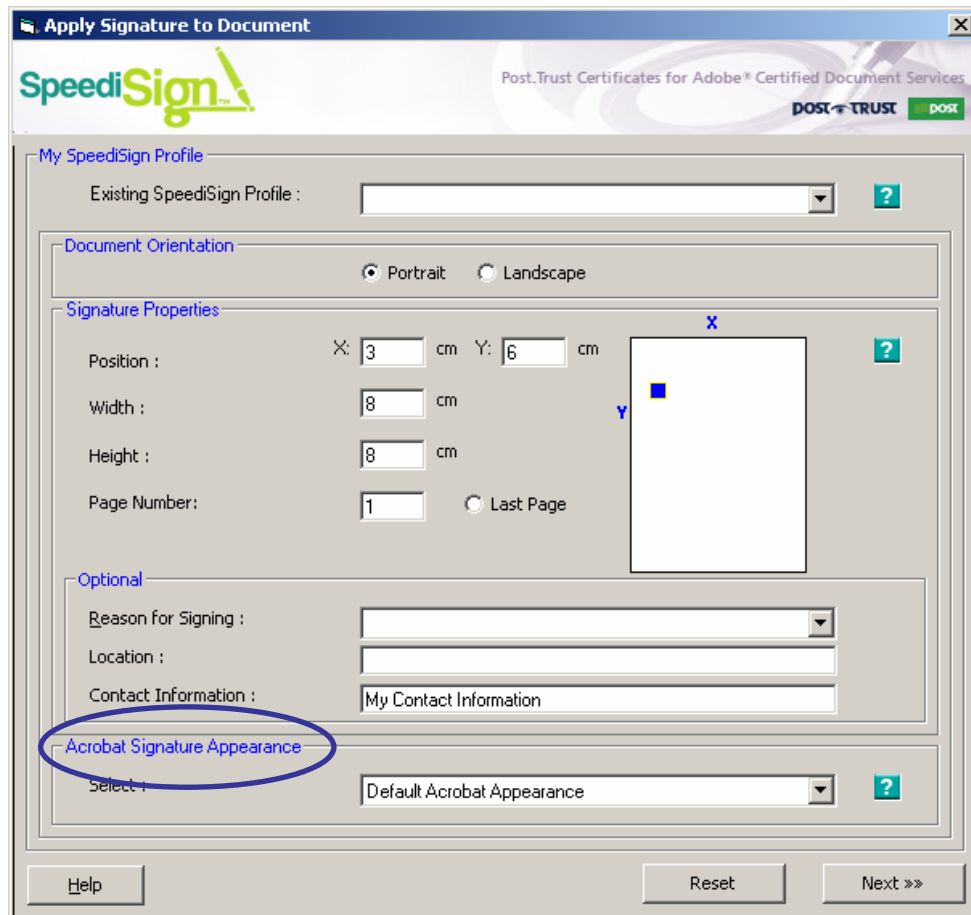 Apply Signature to Document
SpeediSign™
Post.Trust Certificates for Adobe® Certified Document Services
POST TRUST post
My SpeediSign Profile
Existing SpeediSign Profile :
?
Document Orientation
Portrait Landscape
Signature Properties
X
Position : X: 3 cm Y: 6 cm
?
Y
Width : 8 cm
Height : 8 cm
Page Number: 1 Last Page
Optional
Reason for Signing :
Location :
Contact Information : My Contact Information
Acrobat Signature Appearance
Select : Default Acrobat Appearance
?
Help Reset Next »»